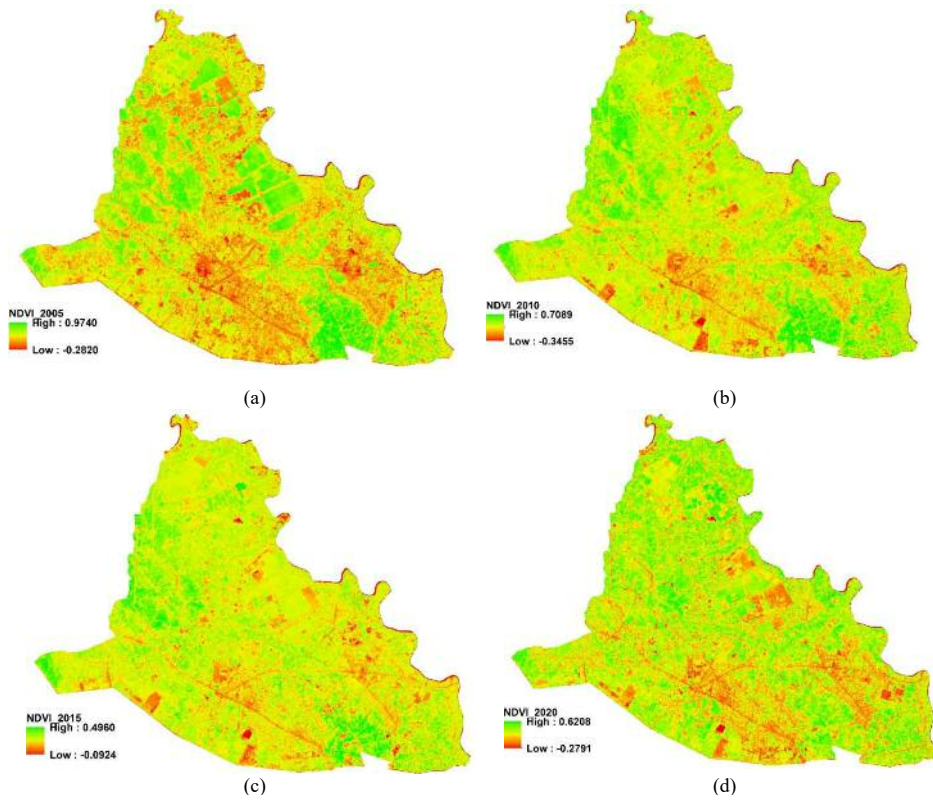 NDVI_2005
High : 0.9740
Low : -0.2820
(a)
NDVI_2010
High : 0.7089
Low : -0.3455
(b)
NDVI_2015
High : 0.4960
Low : -0.0924
(c)
NDVI_2020
High : 0.6208
Low : -0.2791
(d)